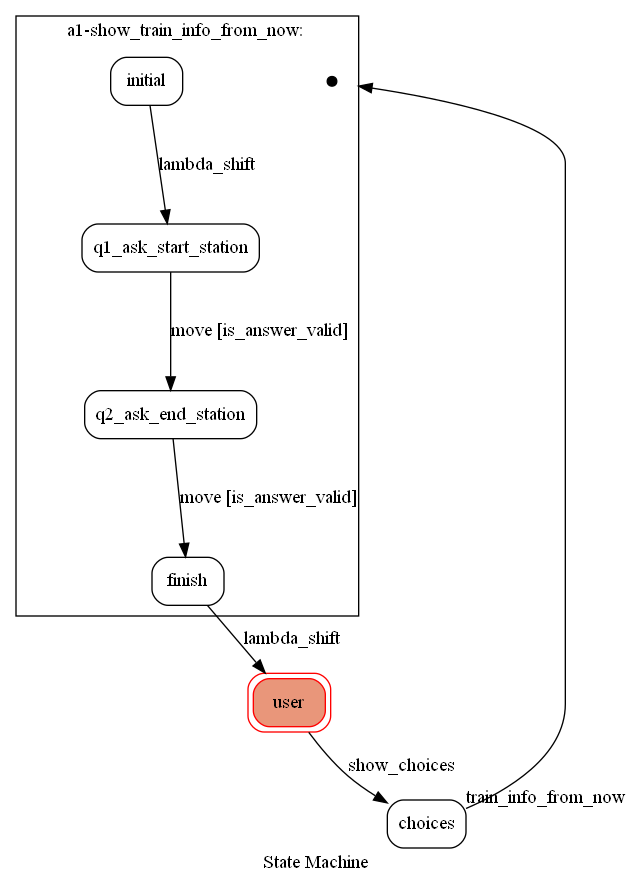 a1-show_train_info_from_now:
initial
lambda_shift
q1_ask_start_station
move [is_answer_valid]
q2_ask_end_station
move [is_answer_valid]
finish
lambda_shift
user
show_choices
train_info_from_now
choices
State Machine